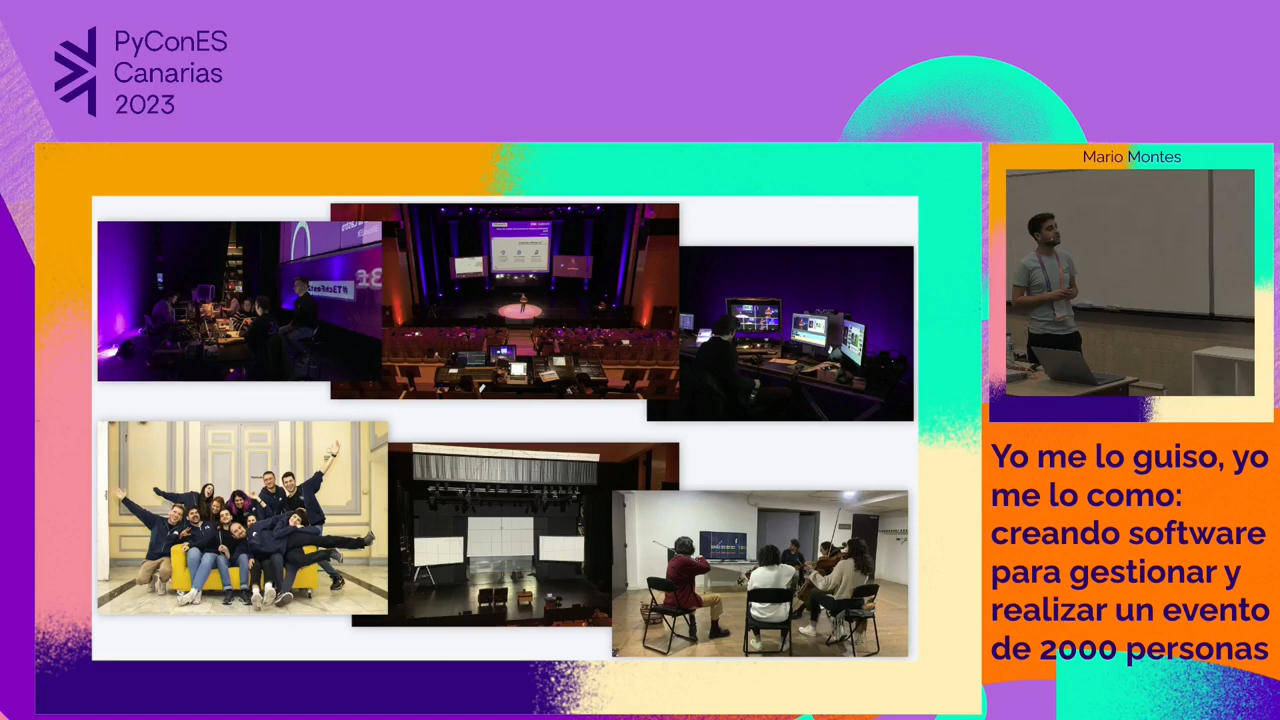 PyConES
Canarias
2023
Mario Montes
Yo me lo guiso, yo
me lo como:
creando software
para gestionar y
realizar un evento
de 2000 personas